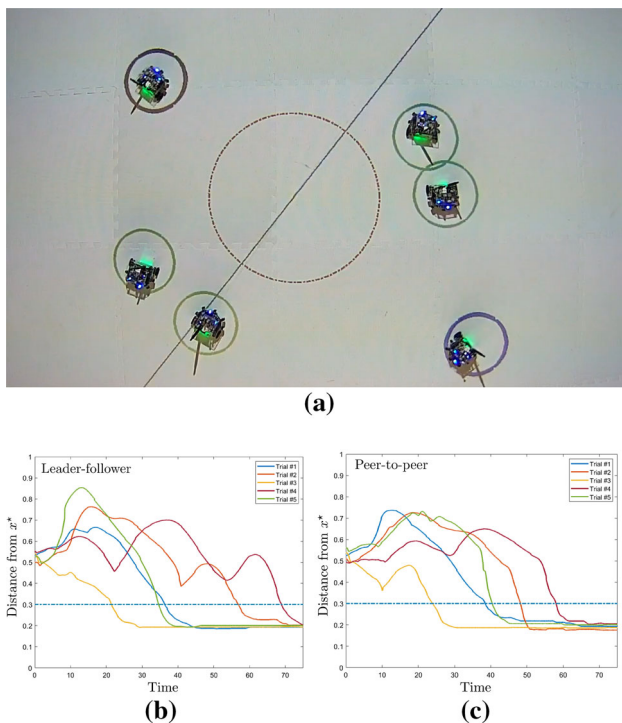 (a)
Leader-follower
Trial #1
Trial #2
Trial #3
Trial #4
Trial #5
Distance from x*
1
0.9
0.8
0.7
0.6
0.5
0.4
0.3
0.2
0.1
0
0 10 20 30 40 50 60 70
Time
(b)
Peer-to-peer
Trial #1
Trial #2
Trial #3
Trial #4
Trial #5
Distance from x*
1
0.9
0.8
0.7
0.6
0.5
0.4
0.3
0.2
0.1
0
0 10 20 30 40 50 60 70
Time
(c)